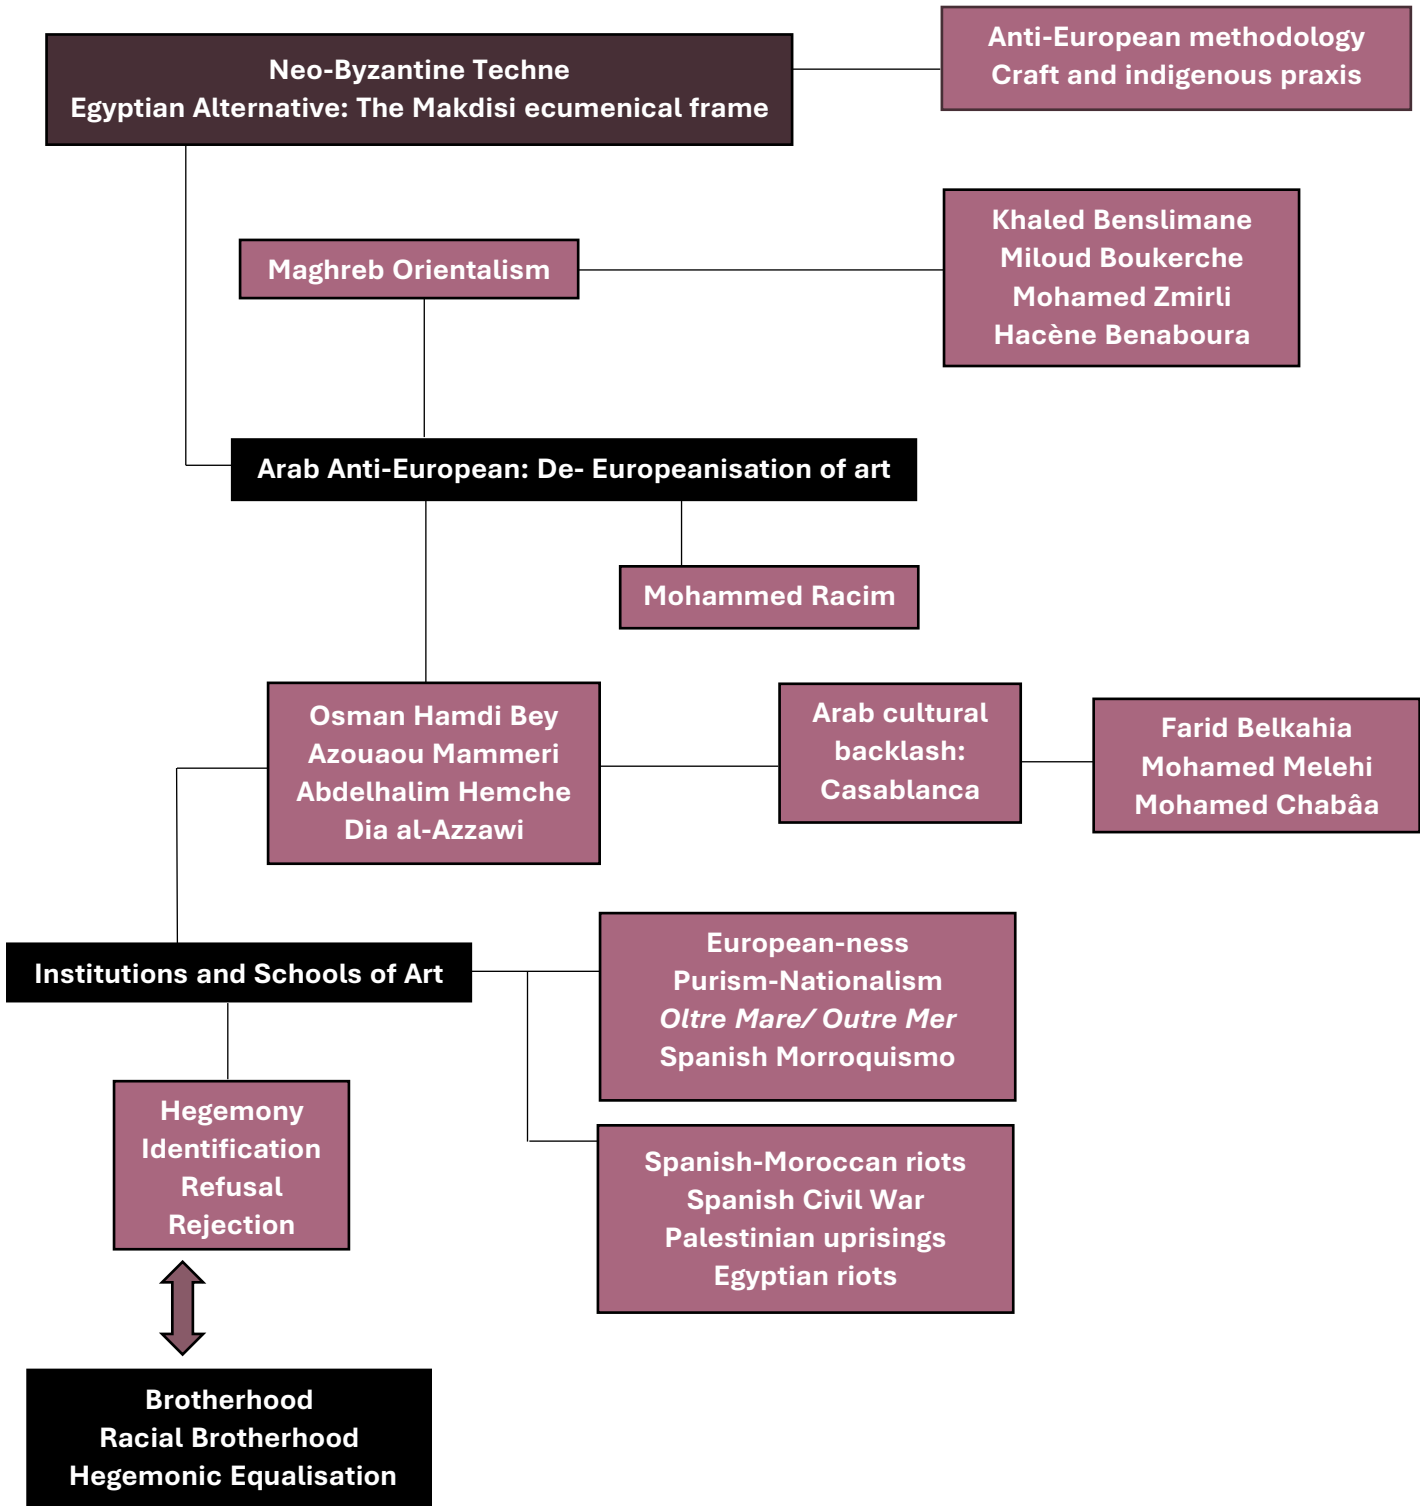 Neo-Byzantine Techne
Egyptian Alternative: The Makdisi ecumenical frame
Anti-European methodology
Craft and indigenous praxis
Maghreb Orientalism
Khaled Benslimane
Miloud Boukerche
Mohamed Zmirli
Hacène Benaboura
Arab Anti-European: De- Europeanisation of art
Mohammed Racim
Osman Hamdi Bey
Azouaou Mammeri
Abdelhalim Hemche
Dia al-Azzawi
Arab cultural
backlash:
Casablanca
Farid Belkahia
Mohamed Melehi
Mohamed Chabâa
Institutions and Schools of Art
European-ness
Purism-Nationalism
Oltre Mare/ Outre Mer
Spanish Morroquismo
Hegemony
Identification
Refusal
Rejection
Spanish-Moroccan riots
Spanish Civil War
Palestinian uprisings
Egyptian riots
Brotherhood
Racial Brotherhood
Hegemonic Equalisation